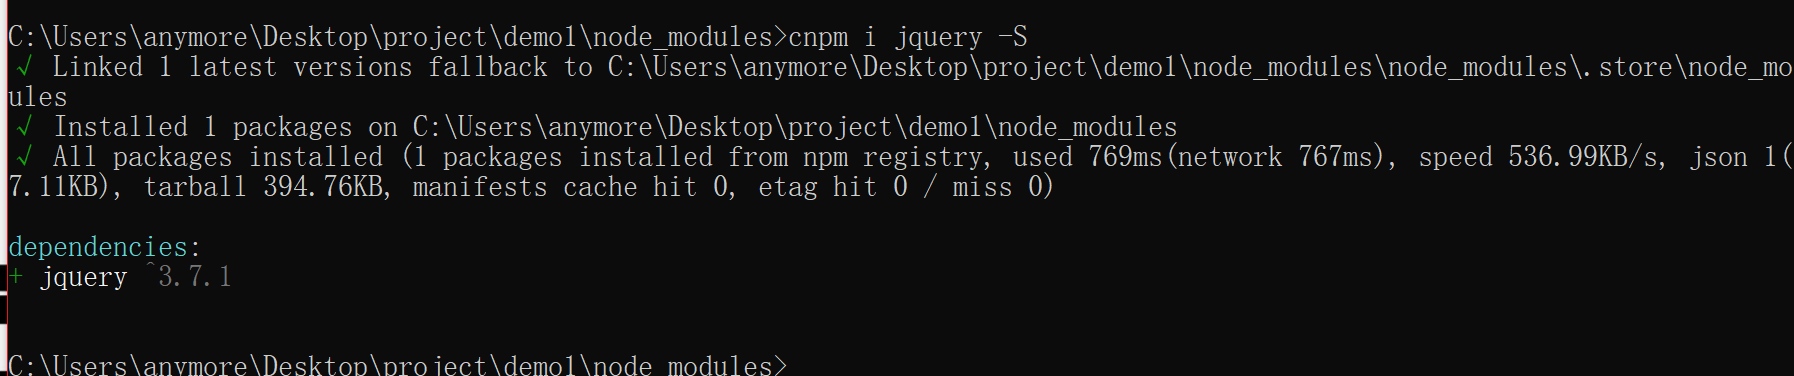 C:\Users\anymore\Desktop\project\demo1\node_modules>cnpm i jquery -S
√ Linked 1 latest versions fallback to C:\Users\anymore\Desktop\project\demo1\node_modules\node_modules\.store\node_mo
ules
√ Installed 1 packages on C:\Users\anymore\Desktop\project\demo1\node_modules
√ All packages installed (1 packages installed from npm registry, used 769ms(network 767ms), speed 536.99KB/s, json 1(
7.11KB), tarball 394.76KB, manifests cache hit 0, etag hit 0 / miss 0)
dependencies:
+ jquery ^3.7.1
C:\Users\anymore\Desktop\project\demo1\node_modules>